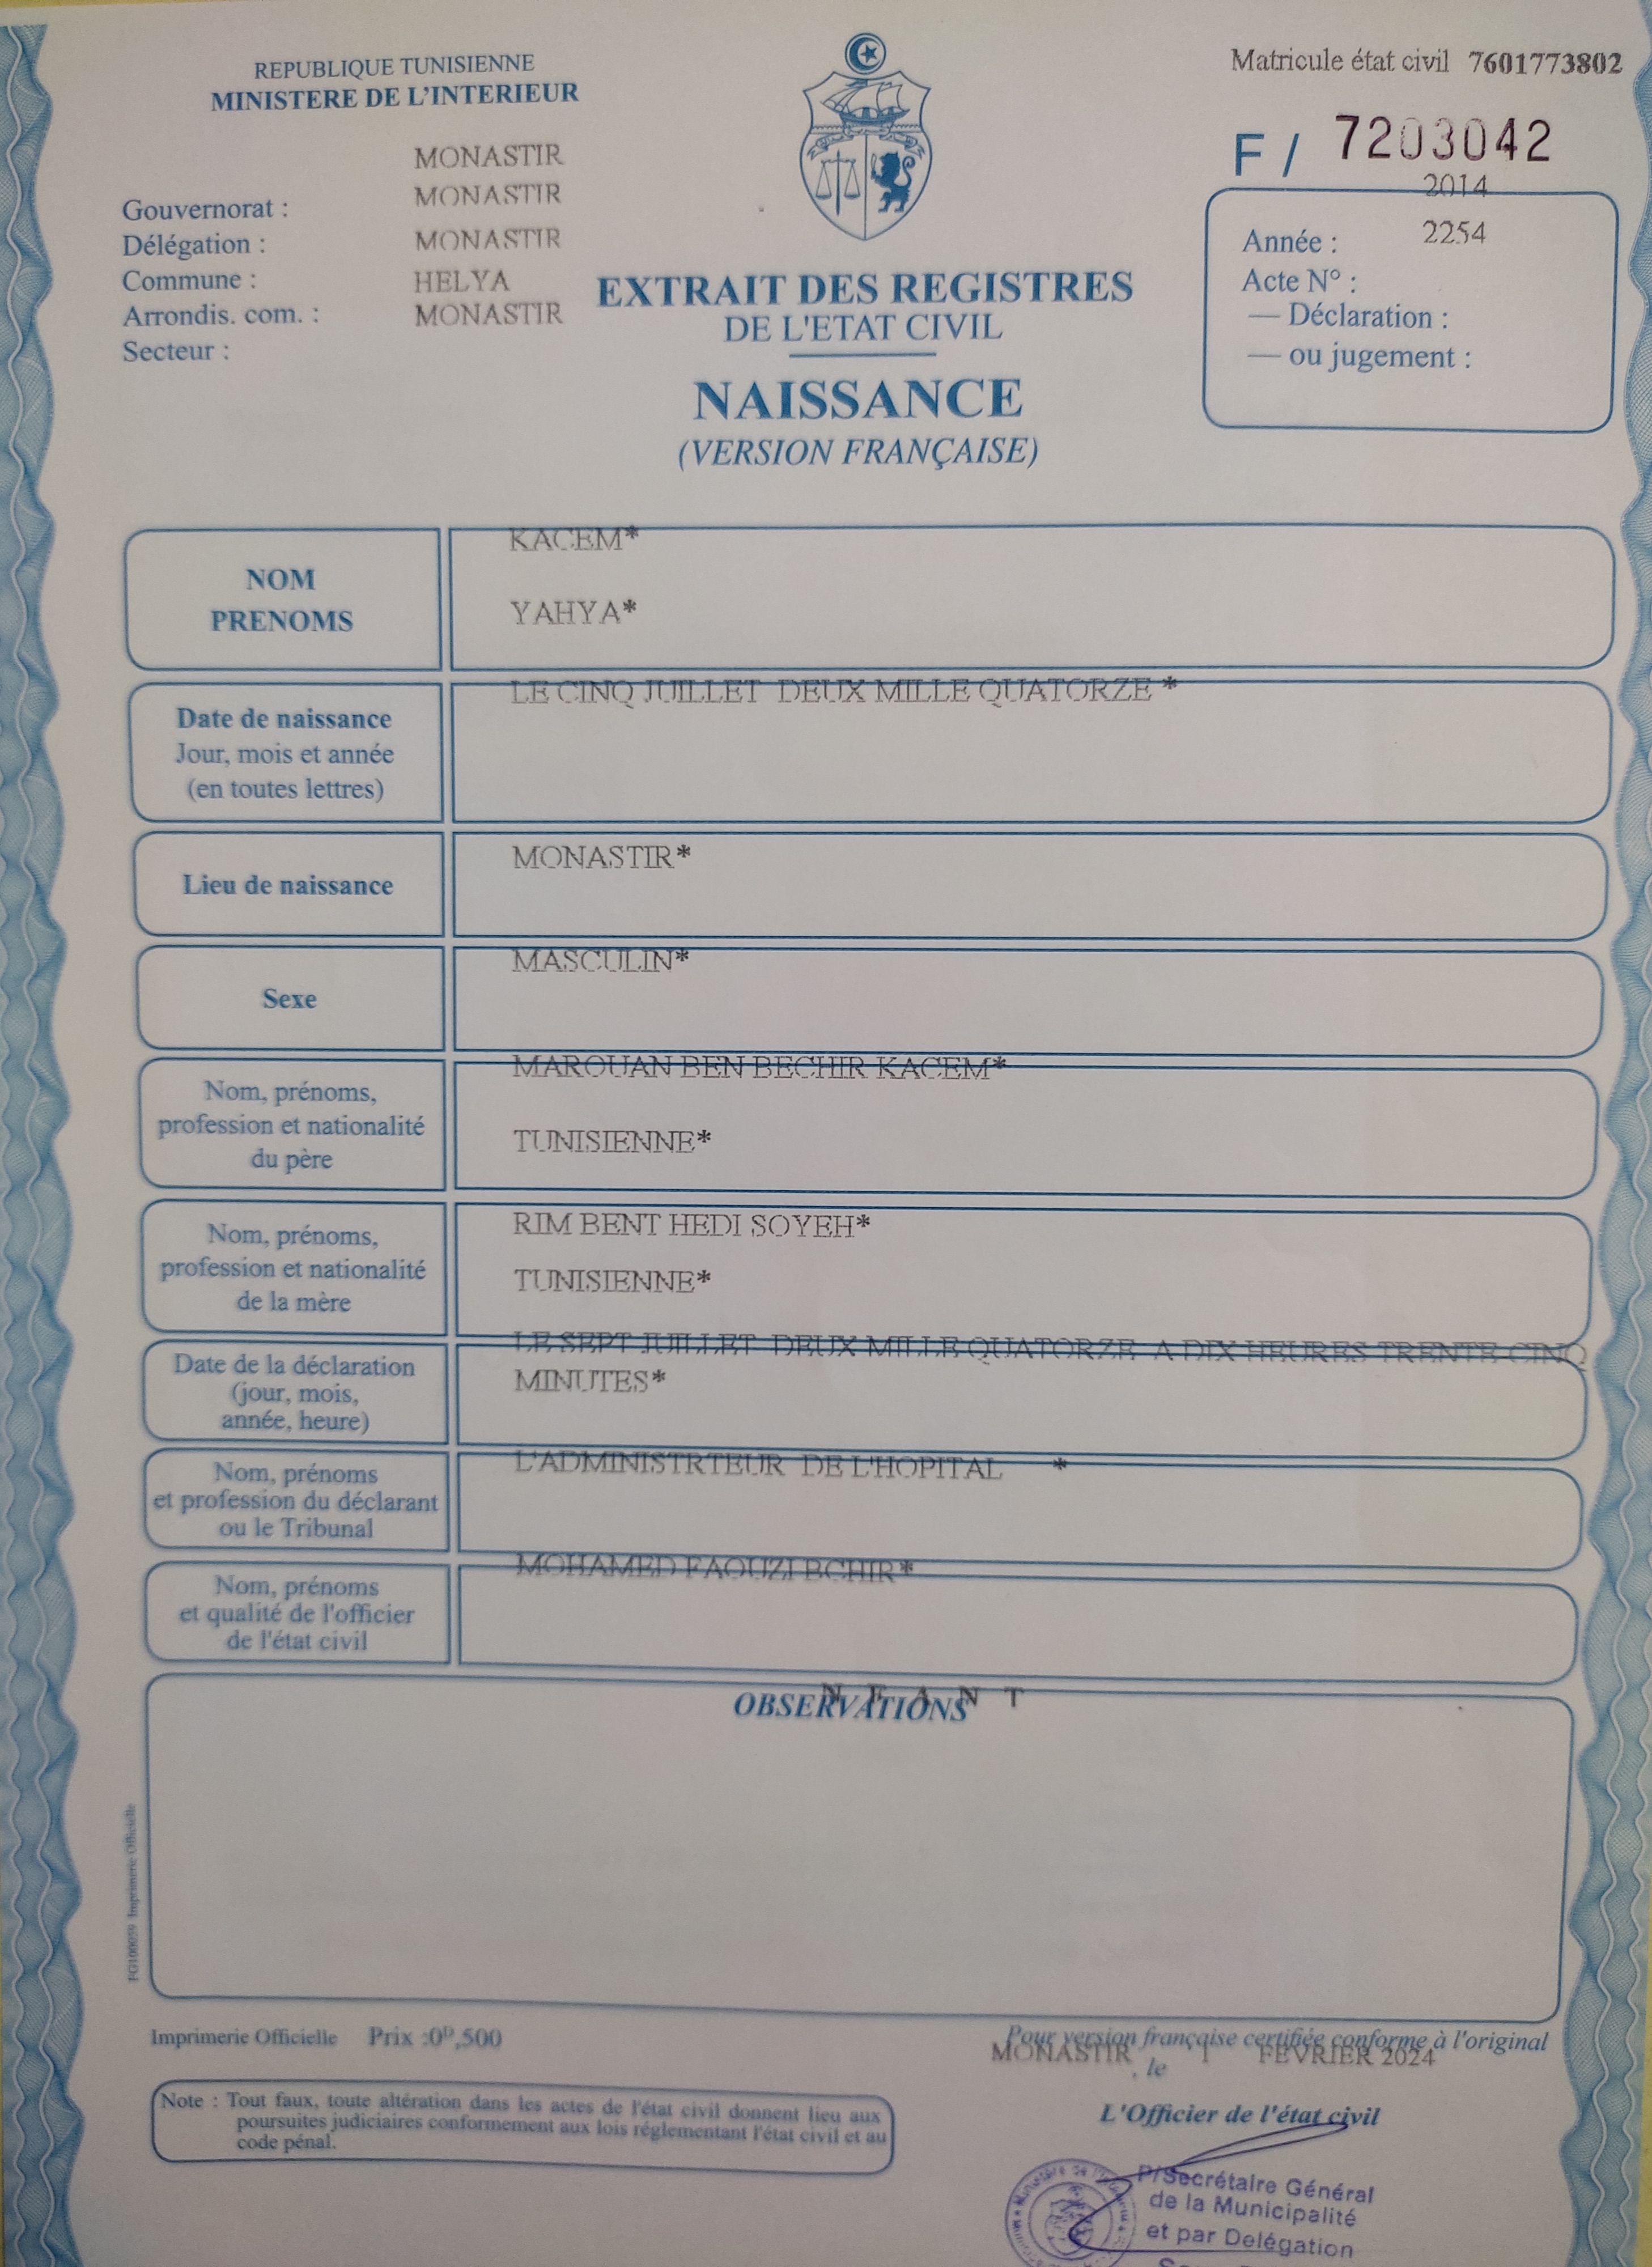 REPUBLIQUE TUNISIENNE
MINISTERE DE L'INTERIEUR
MONASTIR
Gouvernorat : MONASTIR
Délégation : MONASTIR
Commune : HELYA
Arrondis. com. : MONASTIR
Secteur :
EXTRAIT DES REGISTRES
DE L'ETAT CIVIL
NAISSANCE
(VERSION FRANÇAISE)
Matricule état civil 7601773802
F / 7203042
2014
Année : 2254
Acte N° :
— Déclaration :
— ou jugement :
NOM
PRENOMS
KACEM*
YAHYA*
Date de naissance
Jour, mois et année
(en toutes lettres)
LE CINQ JUILLET DEUX MILLE QUATORZE *
Lieu de naissance
MONASTIR*
Sexe
MASCULIN*
Nom, prénoms,
profession et nationalité
du père
MAROUAN BEN BECHIR KACEM*
TUNISIENNE*
Nom, prénoms,
profession et nationalité
de la mère
RIM BENT HEDI SOYEH*
TUNISIENNE*
Date de la déclaration
(jour, mois,
année, heure)
LE SEPT JUILLET DEUX MILLE QUATORZE A DIX HEURES TRENTE CINQ
MINUTES*
Nom, prénoms
et profession du déclarant
ou le Tribunal
L'ADMINISTRTEUR DE L'HOPITAL *
Nom, prénoms
et qualité de l'officier
de l'état civil
MOHAMED FAOUZI BCHIR*
OBSERVATIONS
N E A N T
FG100059 Imprimerie Officielle
Imprimerie Officielle Prix :0ᴰ,500
Note : Tout faux, toute altération dans les actes de l'état civil donnent lieu aux
poursuites judiciaires conformement aux lois réglementant l'état civil et au
code pénal.
Pour version française certifiée conforme à l'original
MONASTIR , le 1 FEVRIER 2024
L'Officier de l'état civil
P/Secrétaire Général
de la Municipalité
et par Delégation